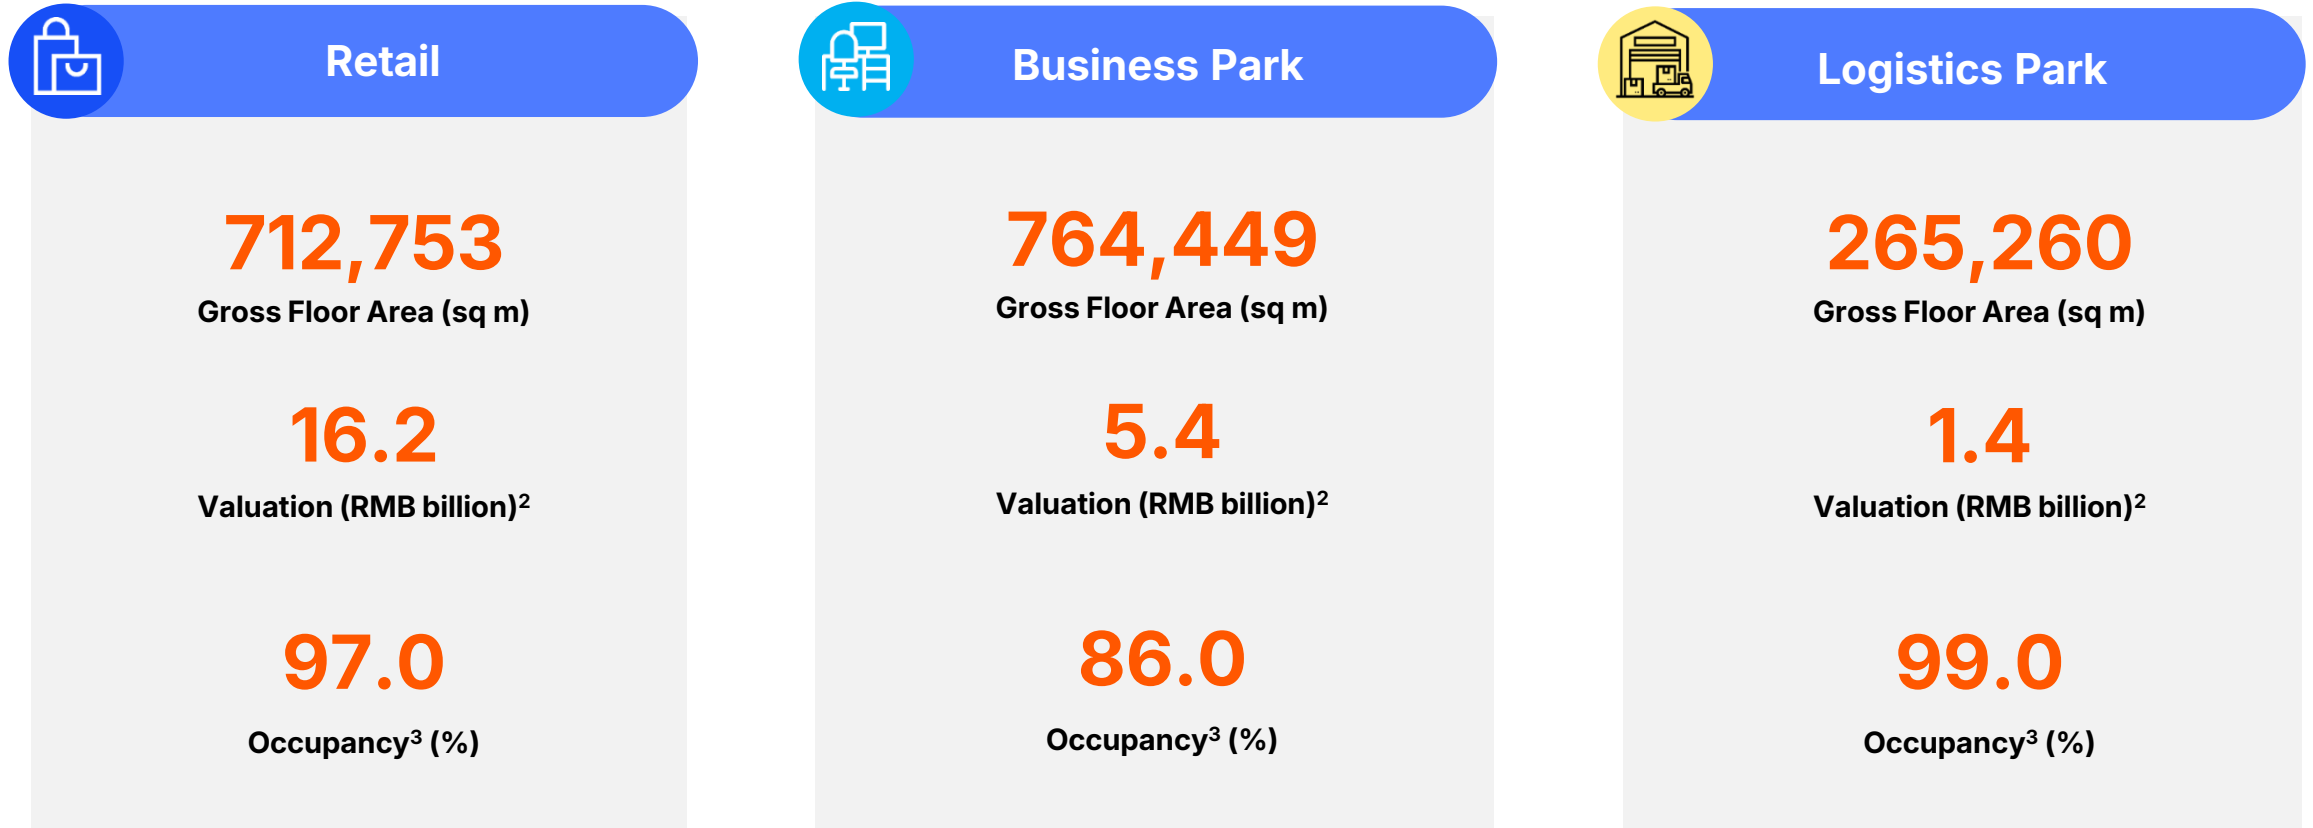 Retail
712,753
Gross Floor Area (sq m)
16.2
Valuation (RMB billion)²
97.0
Occupancy³ (%)
Business Park
764,449
Gross Floor Area (sq m)
5.4
Valuation (RMB billion)²
86.0
Occupancy³ (%)
Logistics Park
265,260
Gross Floor Area (sq m)
1.4
Valuation (RMB billion)²
99.0
Occupancy³ (%)